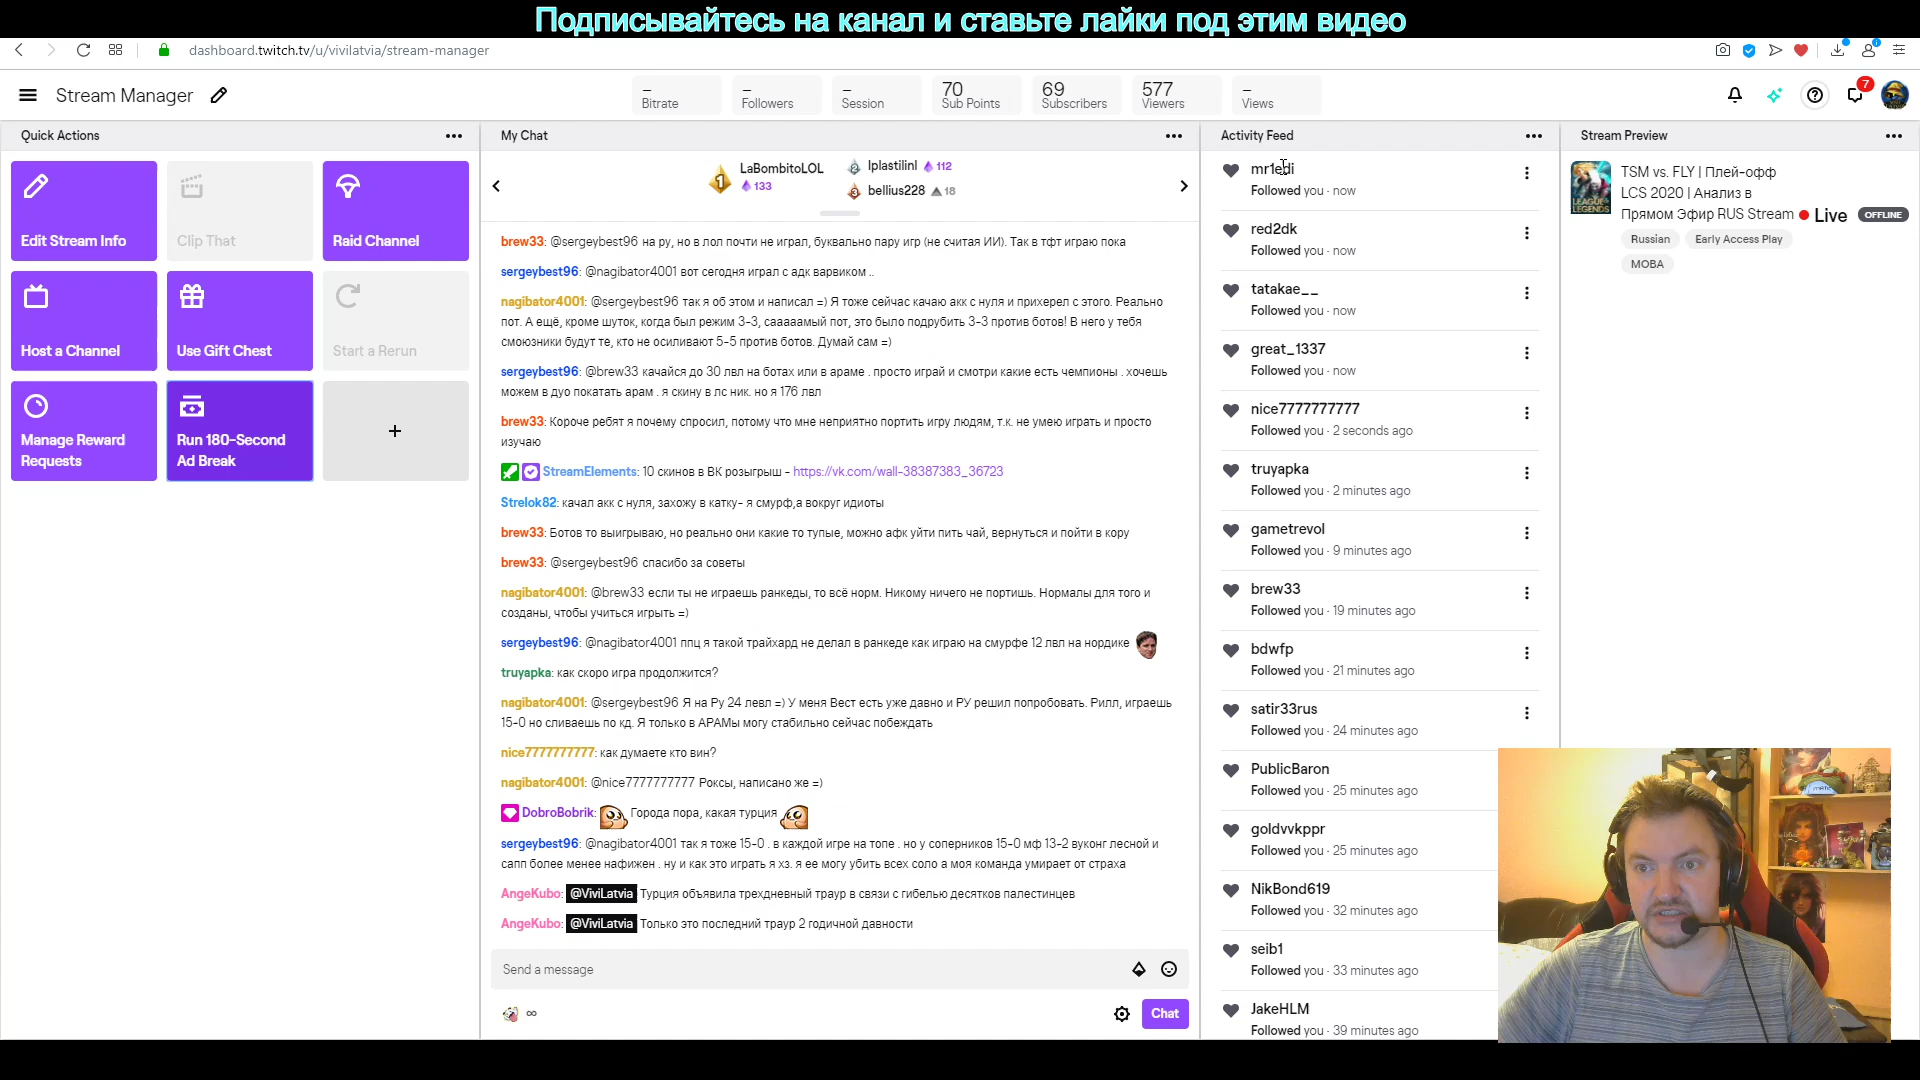 Подписывайтесь на канал и ставьте лайки под этим видео
dashboard.twitch.tv/u/vivilatvia/stream-manager
Stream Manager
–
Bitrate
–
Followers
–
Session
70
Sub Points
69
Subscribers
577
Viewers
–
Views
7
Quick Actions
Edit Stream Info
Clip That
Raid Channel
Host a Channel
Use Gift Chest
Start a Rerun
Manage Reward
Requests
Run 180-Second
Ad Break
+
My Chat
1
LaBombitoLOL
133
2
lplastilinl 112
3
bellius228 18
brew33: @sergeybest96 на ру, но в лол почти не играл, буквально пару игр (не считая ИИ). Так в тфт играю пока
sergeybest96: @nagibator4001 вот сегодня играл с адк варвиком ..
nagibator4001: @sergeybest96 так я об этом и написал =) Я тоже сейчас качаю акк с нуля и прихерел с этого. Реально
пот. А ещё, кроме шуток, когда был режим 3-3, сааааамый пот, это было подрубить 3-3 против ботов! В него у тебя
смоюзники будут те, кто не осиливают 5-5 против ботов. Думай сам =)
sergeybest96: @brew33 качайся до 30 лвл на ботах или в араме . просто играй и смотри какие есть чемпионы . хочешь
можем в дуо покатать арам . я скину в лс ник. но я 176 лвл
brew33: Короче ребят я почему спросил, потому что мне неприятно портить игру людям, т.к. не умею играть и просто
изучаю
StreamElements: 10 скинов в ВК розыгрыш - https://vk.com/wall-38387383_36723
Strelok82: качал акк с нуля, захожу в катку- я смурф,а вокруг идиоты
brew33: Ботов то выигрываю, но реально они какие то тупые, можно афк уйти пить чай, вернуться и пойти в кору
brew33: @sergeybest96 спасибо за советы
nagibator4001: @brew33 если ты не играешь ранкеды, то всё норм. Никому ничего не портишь. Нормалы для того и
созданы, чтобы учиться игрыть =)
sergeybest96: @nagibator4001 ппц я такой трайхард не делал в ранкеде как играю на смурфе 12 лвл на нордике
truyapka: как скоро игра продолжится?
nagibator4001: @sergeybest96 Я на Ру 24 левл =) У меня Вест есть уже давно и РУ решил попробовать. Рилл, играешь
15-0 но сливаешь по кд. Я только в АРАМы могу стабильно сейчас побеждать
nice7777777777: как думаете кто вин?
nagibator4001: @nice7777777777 Роксы, написано же =)
DobroBobrik: Города пора, какая турция
sergeybest96: @nagibator4001 так я тоже 15-0 . в каждой игре на топе . но у соперников 15-0 мф 13-2 вуконг лесной и
сапп более менее нафижен . ну и как это играть я хз. я ее могу убить всех соло а моя команда умирает от страха
AngeKubo: @ViviLatvia Турция объявила трехдневный траур в связи с гибелью десятков палестинцев
AngeKubo: @ViviLatvia Только это последний траур 2 годичной давности
Send a message
∞
Chat
Activity Feed
mr1edi
Followed you · now
red2dk
Followed you · now
tatakae__
Followed you · now
great_1337
Followed you · now
nice7777777777
Followed you · 2 seconds ago
truyapka
Followed you · 2 minutes ago
gametrevol
Followed you · 9 minutes ago
brew33
Followed you · 19 minutes ago
bdwfp
Followed you · 21 minutes ago
satir33rus
Followed you · 24 minutes ago
PublicBaron
Followed you · 25 minutes ago
goldvvkppr
Followed you · 25 minutes ago
NikBond619
Followed you · 32 minutes ago
seib1
Followed you · 33 minutes ago
JakeHLM
Followed you · 39 minutes ago
Stream Preview
LEAGUE
LEGENDS
TSM vs. FLY | Плей-офф
LCS 2020 | Анализ в
Прямом Эфир RUS Stream Live OFFLINE
Russian
Early Access Play
MOBA